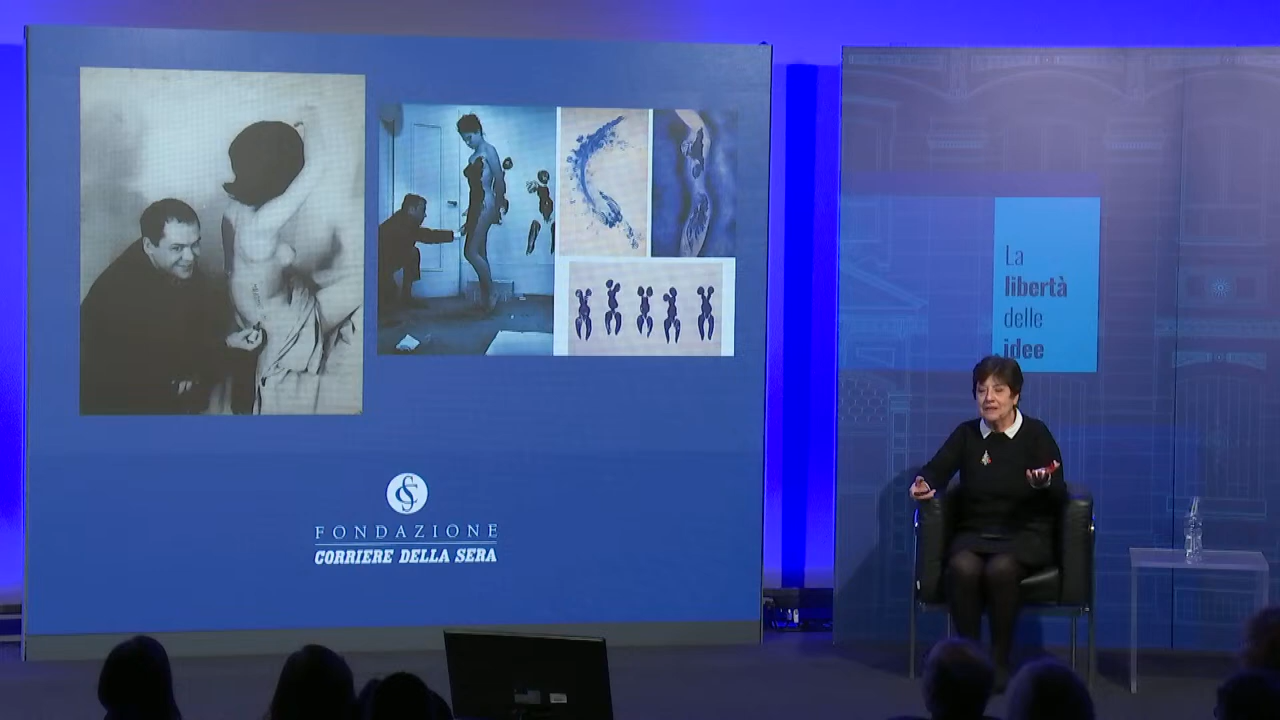 FONDAZIONE
CORRIERE DELLA SERA
La
libertà
delle
idee